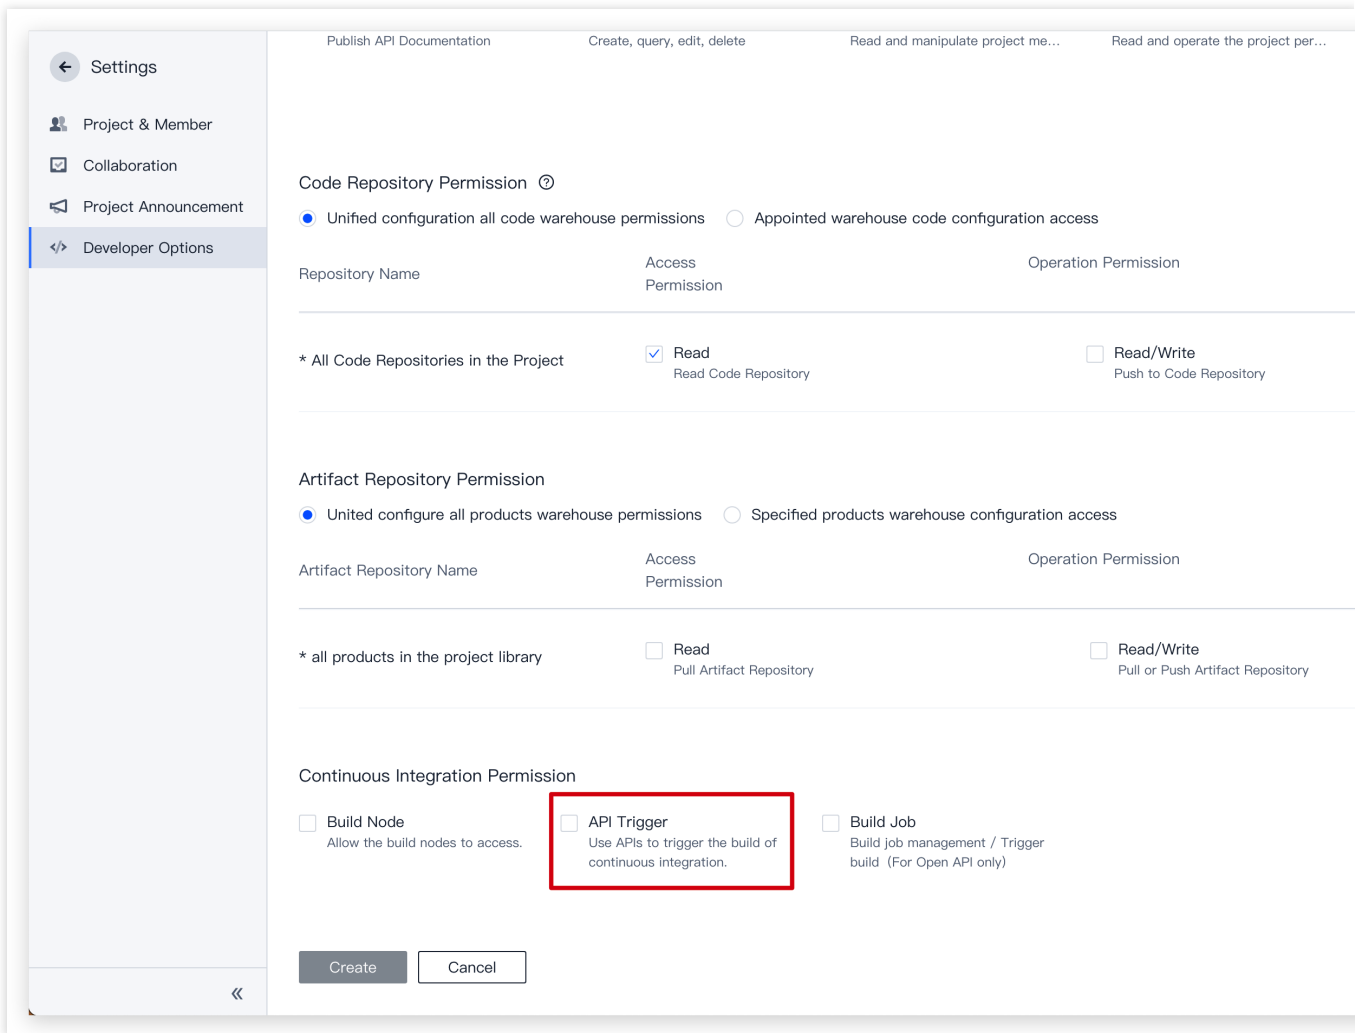 Settings
Project & Member
Collaboration
Project Announcement
Developer Options
Publish API Documentation
Create, query, edit, delete
Read and manipulate project me...
Read and operate the project per...
Code Repository Permission
Unified configuration all code warehouse permissions
Appointed warehouse code configuration access
Repository Name
Access
Permission
Operation Permission
* All Code Repositories in the Project
Read
Read Code Repository
Read/Write
Push to Code Repository
Artifact Repository Permission
United configure all products warehouse permissions
Specified products warehouse configuration access
Artifact Repository Name
Access
Permission
Operation Permission
* all products in the project library
Read
Pull Artifact Repository
Read/Write
Pull or Push Artifact Repository
Continuous Integration Permission
Build Node
Allow the build nodes to access.
API Trigger
Use APIs to trigger the build of
continuous integration.
Build Job
Build job management / Trigger
build（For Open API only）
Create
Cancel